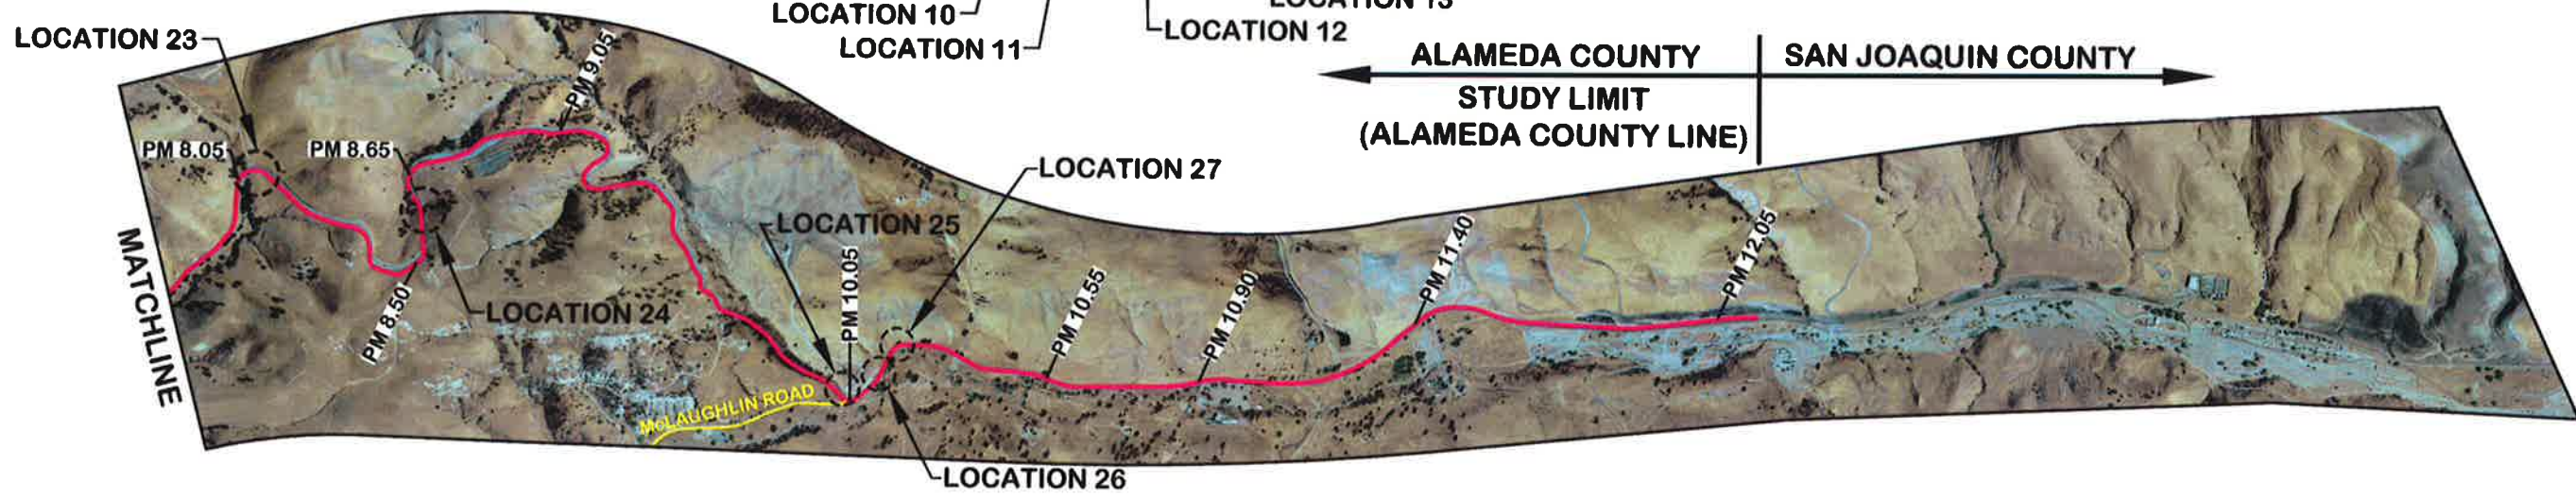 LOCATION 10
LOCATION 11
LOCATION 12
LOCATION 13
LOCATION 23
ALAMEDA COUNTY
SAN JOAQUIN COUNTY
STUDY LIMIT
(ALAMEDA COUNTY LINE)
PM 9.05
PM 8.05
PM 8.65
LOCATION 27
LOCATION 25
MATCHLINE
PM 8.50
LOCATION 24
PM 10.05
PM 10.55
PM 10.90
PM 11.40
PM 12.05
McLAUGHLIN ROAD
LOCATION 26